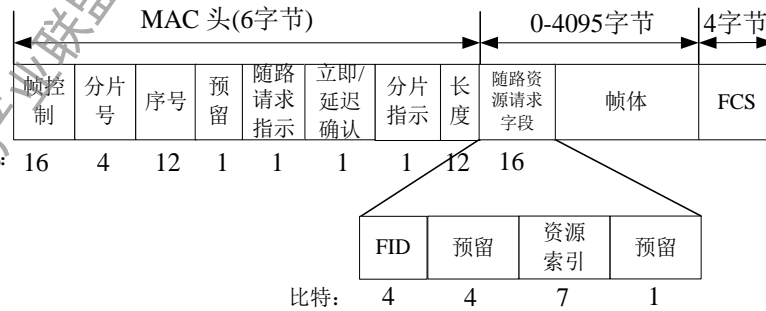 MAC 头(6字节)
0-4095字节
4字节
帧控制
分片号
序号
预留
随路请求指示
立即/延迟确认
分片指示
长度
随路资源请求字段
帧体
FCS
16 4 12 1 1 1 1 12 16
FID
预留
资源索引
预留
比特: 4 4 7 1